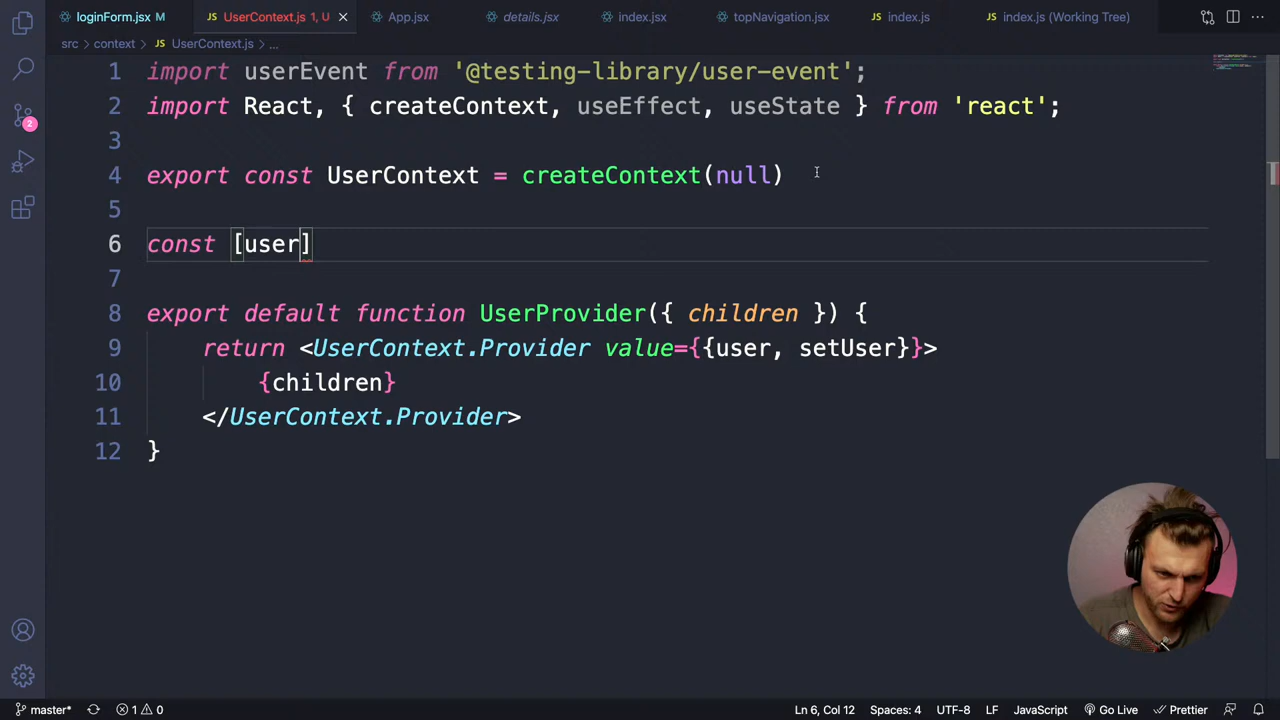 loginForm.jsx M
UserContext.js 1, U
App.jsx
details.jsx
index.jsx
topNavigation.jsx
JS index.js
JS index.js (Working Tree)
src > context > JS UserContext.js > ...
1 import userEvent from '@testing-library/user-event';
2 import React, { createContext, useEffect, useState } from 'react';
3
4 export const UserContext = createContext(null)
5
6 const [user]
7
8 export default function UserProvider({ children }) {
9 return <UserContext.Provider value={{user, setUser}}>
10 {children}
11 </UserContext.Provider>
12 }
2
master* 1 0 Ln 6, Col 12 Spaces: 4 UTF-8 LF JavaScript Go Live Prettier